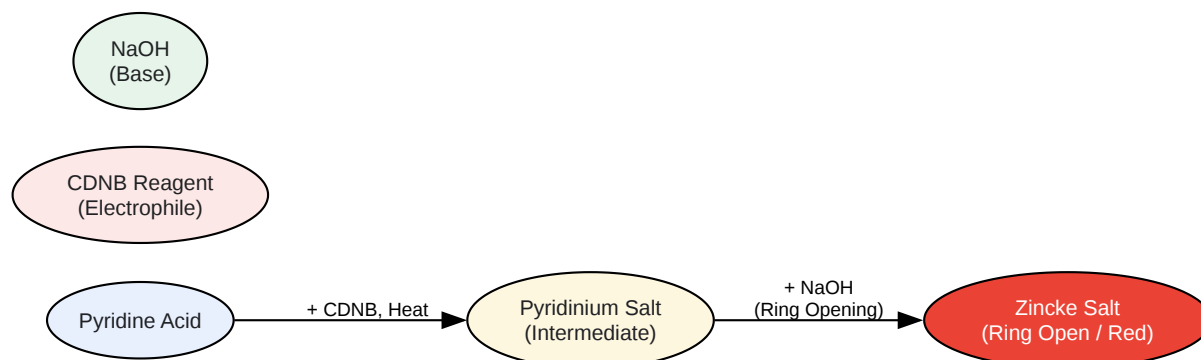 NaOH
(Base)
CDNB Reagent
(Electrophile)
Pyridine Acid
+ CDNB, Heat
Pyridinium Salt
(Intermediate)
+ NaOH
(Ring Opening)
Zincke Salt
(Ring Open / Red)